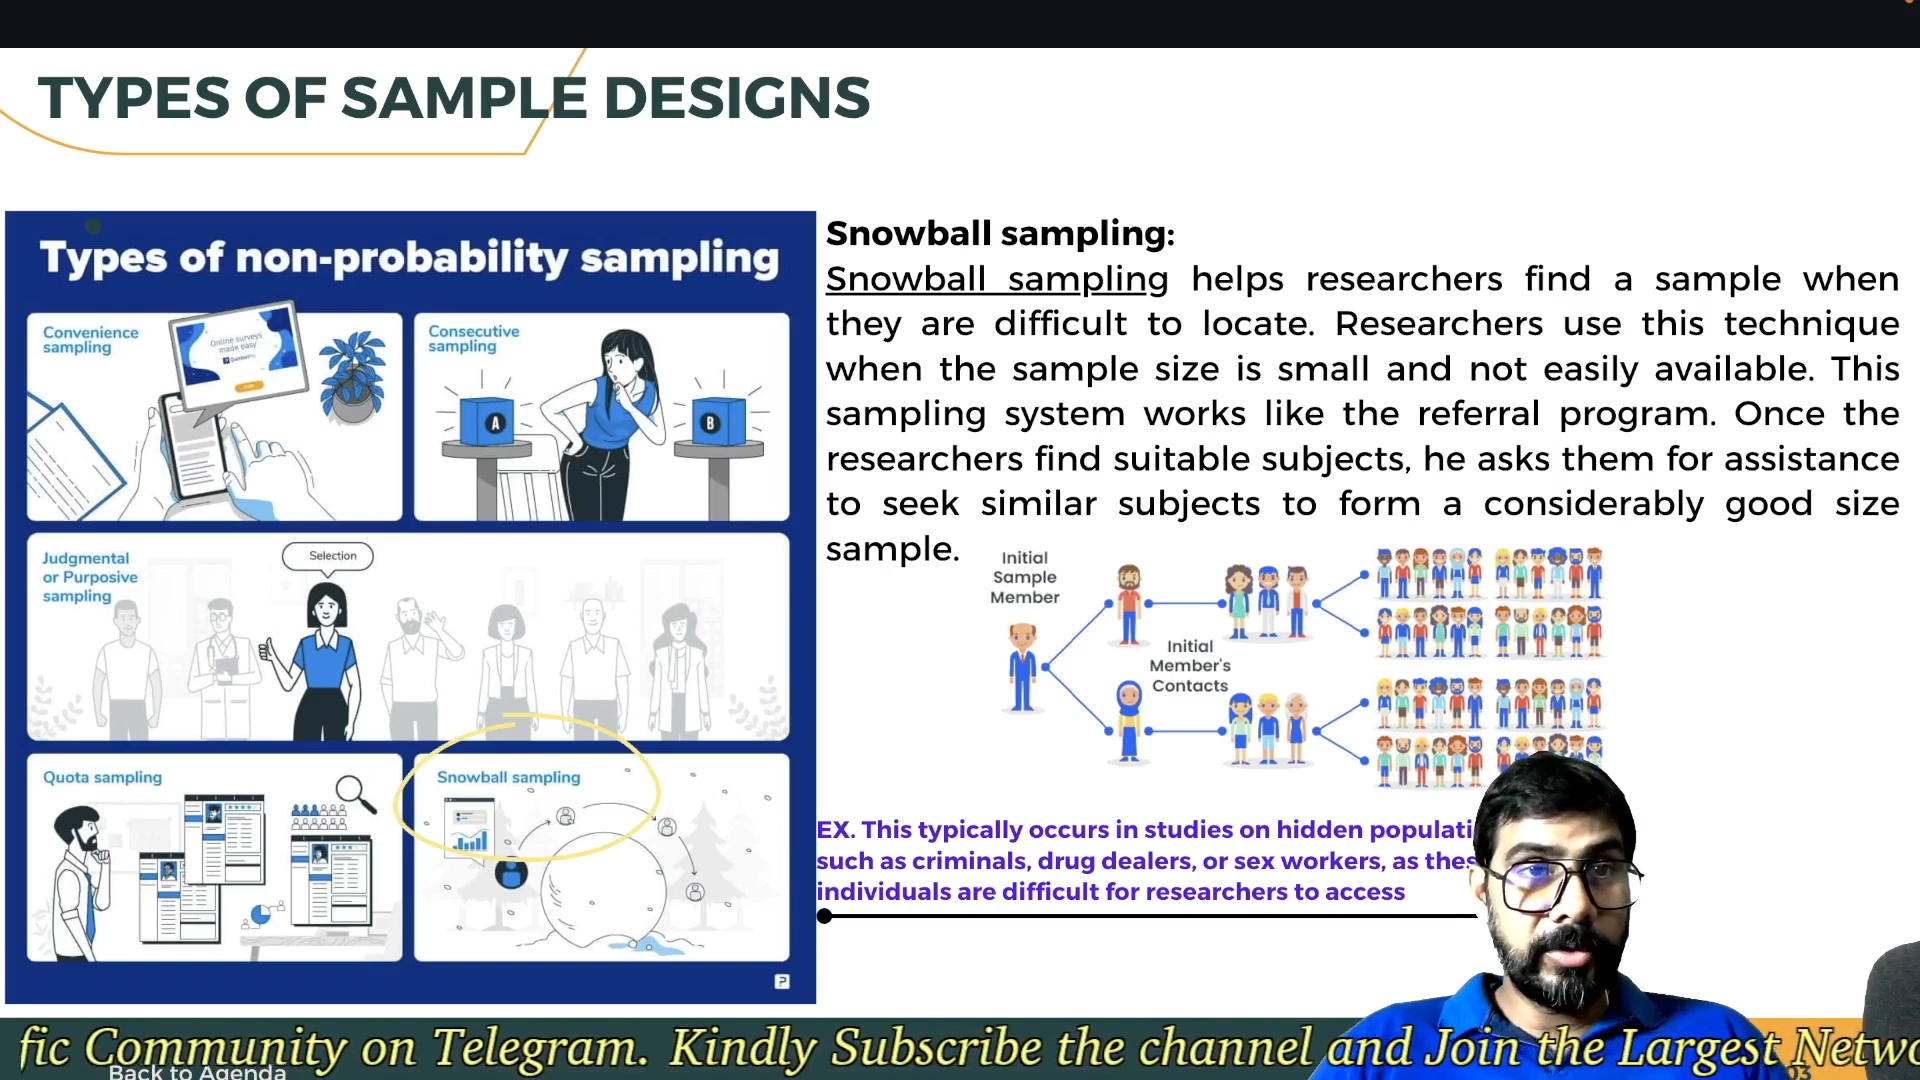 TYPES OF SAMPLE DESIGNS
Types of non-probability sampling
Convenience
sampling
Online surveys
made easy
Consecutive
sampling
A
B
Judgmental
or Purposive
sampling
Selection
Quota sampling
Snowball sampling
Snowball sampling:
Snowball sampling helps researchers find a sample when
they are difficult to locate. Researchers use this technique
when the sample size is small and not easily available. This
sampling system works like the referral program. Once the
researchers find suitable subjects, he asks them for assistance
to seek similar subjects to form a considerably good size
sample.
Initial
Sample
Member
Initial
Member's
Contacts
EX. This typically occurs in studies on hidden populati
such as criminals, drug dealers, or sex workers, as thes
individuals are difficult for researchers to access
fic Community on Telegram. Kindly Subscribe the channel and Join the Largest Netwo
Back to Agenda
03